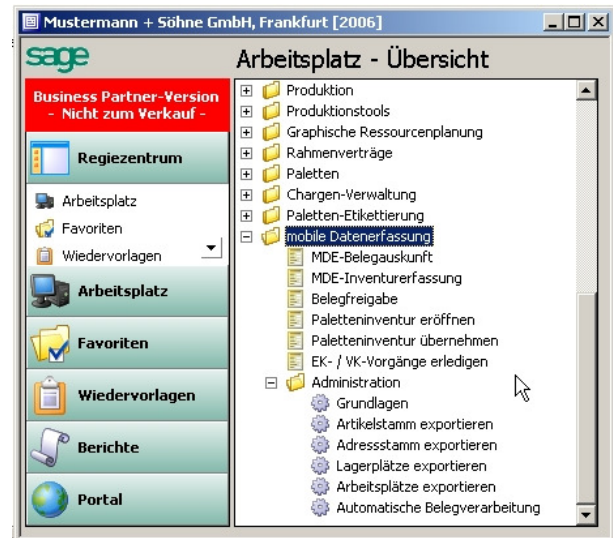 Mustermann + Söhne GmbH, Frankfurt [2006]
sage
Arbeitsplatz - Übersicht
Business Partner-Version
- Nicht zum Verkauf -
Regiezentrum
Arbeitsplatz
Favoriten
Wiedervorlagen
Arbeitsplatz
Favoriten
Wiedervorlagen
Berichte
Portal
Produktion
Produktionstools
Graphische Ressourcenplanung
Rahmenverträge
Paletten
Chargen-Verwaltung
Paletten-Etikettierung
mobile Datenerfassung
MDE-Belegauskunft
MDE-Inventurerfassung
Belegfreigabe
Paletteninventur eröffnen
Paletteninventur übernehmen
EK- / VK-Vorgänge erledigen
Administration
Grundlagen
Artikelstamm exportieren
Adressstamm exportieren
Lagerplätze exportieren
Arbeitsplätze exportieren
Automatische Belegverarbeitung